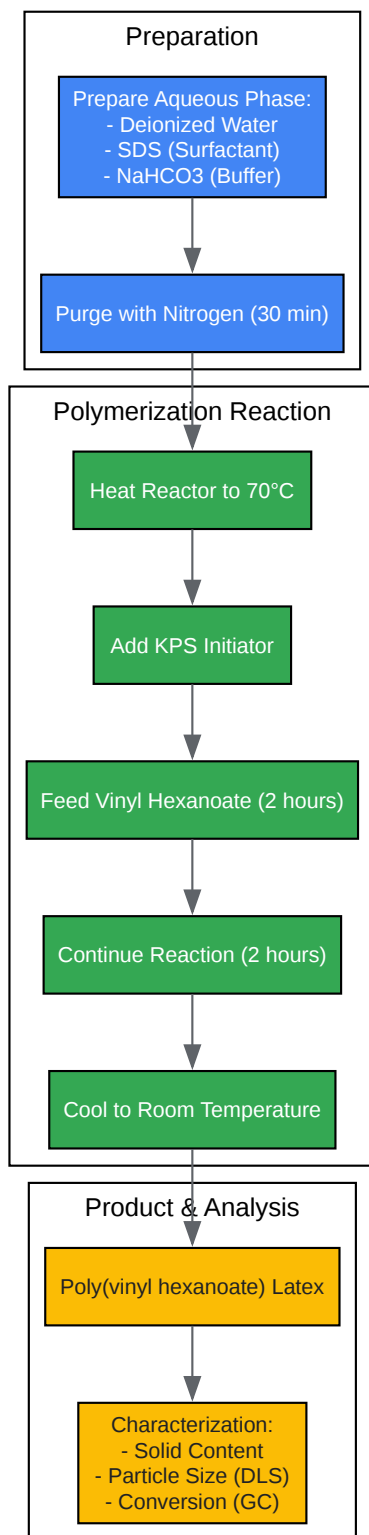 Preparation
Prepare Aqueous Phase:
- Deionized Water
- SDS (Surfactant)
- NaHCO3 (Buffer)
Purge with Nitrogen (30 min)
Polymerization Reaction
Heat Reactor to 70°C
Add KPS Initiator
Feed Vinyl Hexanoate (2 hours)
Continue Reaction (2 hours)
Cool to Room Temperature
Product & Analysis
Poly(vinyl hexanoate) Latex
Characterization:
- Solid Content
- Particle Size (DLS)
- Conversion (GC)